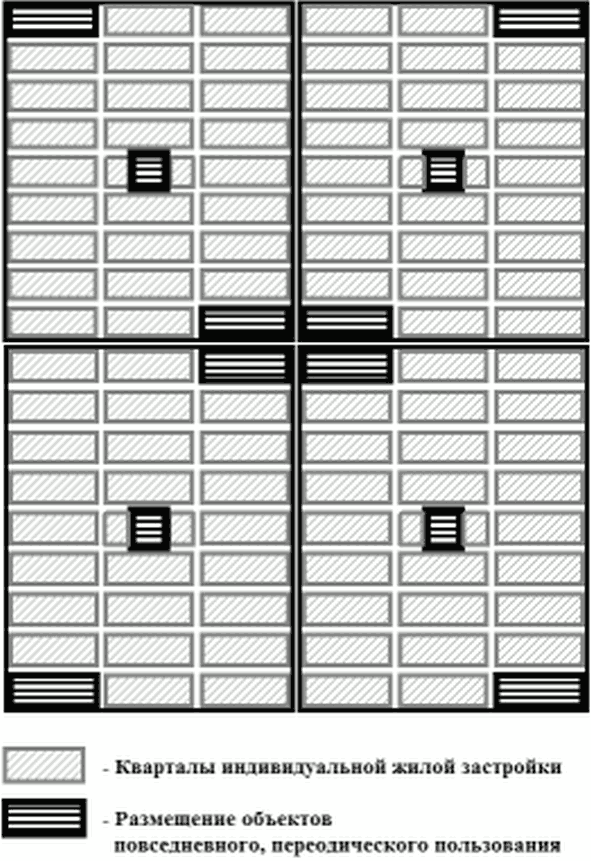 - Кварталы индивидуальной жилой застройки
- Размещение объектов
повседневного, переодического пользования